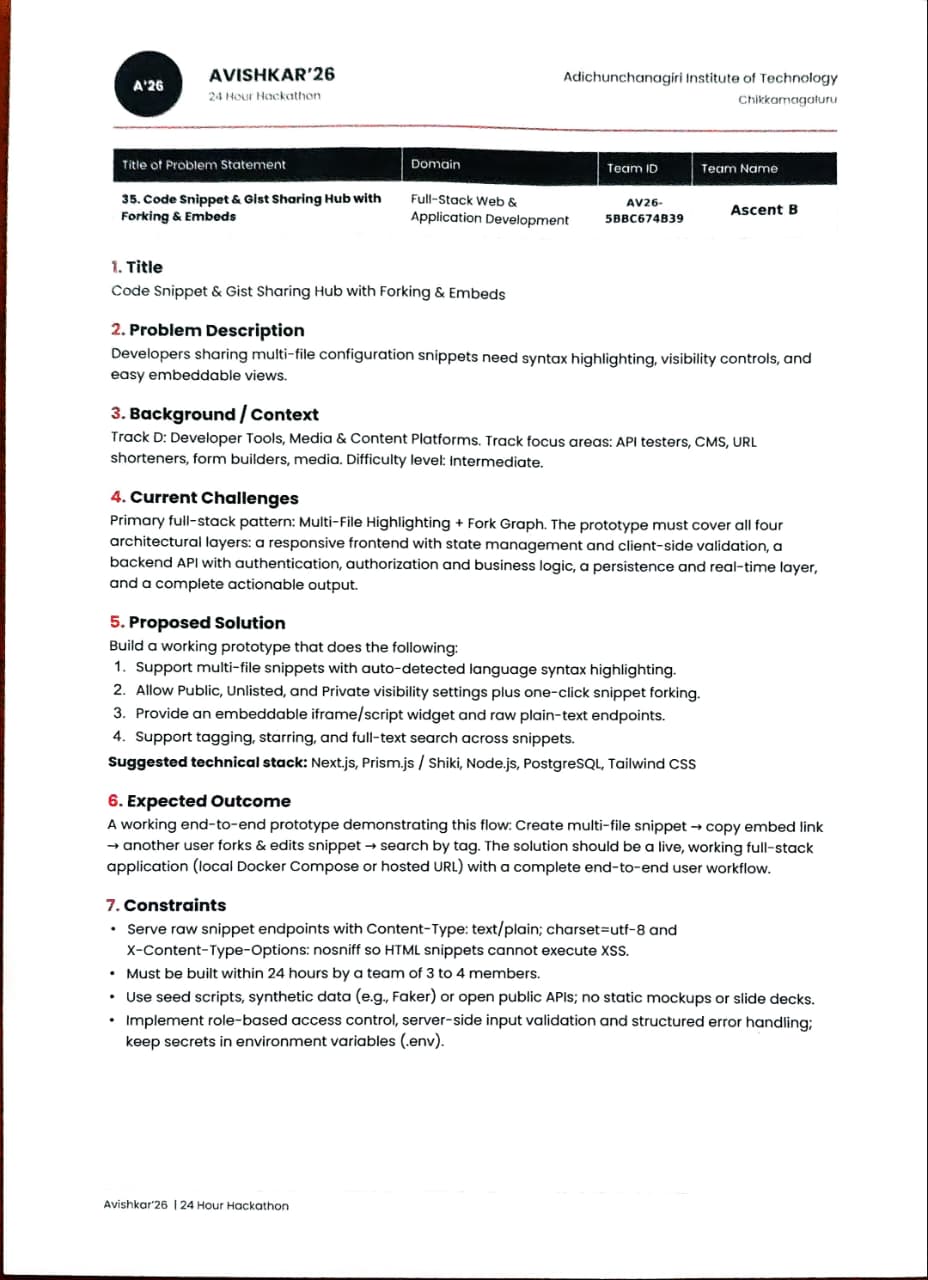 A'26
AVISHKAR'26
24 Hour Hackathon
Adichunchanagiri Institute of Technology
Chikkamagaluru
Title of Problem Statement
Domain
Team ID
Team Name
35. Code Snippet & Gist Sharing Hub with
Forking & Embeds
Full-Stack Web &
Application Development
AV26-
5BBC674B39
Ascent B
1. Title
Code Snippet & Gist Sharing Hub with Forking & Embeds
2. Problem Description
Developers sharing multi-file configuration snippets need syntax highlighting, visibility controls, and
easy embeddable views.
3. Background / Context
Track D: Developer Tools, Media & Content Platforms. Track focus areas: API testers, CMS, URL
shorteners, form builders, media. Difficulty level: Intermediate.
4. Current Challenges
Primary full-stack pattern: Multi-File Highlighting + Fork Graph. The prototype must cover all four
architectural layers: a responsive frontend with state management and client-side validation, a
backend API with authentication, authorization and business logic, a persistence and real-time layer,
and a complete actionable output.
5. Proposed Solution
Build a working prototype that does the following:
1. Support multi-file snippets with auto-detected language syntax highlighting.
2. Allow Public, Unlisted, and Private visibility settings plus one-click snippet forking.
3. Provide an embeddable iframe/script widget and raw plain-text endpoints.
4. Support tagging, starring, and full-text search across snippets.
Suggested technical stack: Next.js, Prism.js / Shiki, Node.js, PostgreSQL, Tailwind CSS
6. Expected Outcome
A working end-to-end prototype demonstrating this flow: Create multi-file snippet → copy embed link
→ another user forks & edits snippet → search by tag. The solution should be a live, working full-stack
application (local Docker Compose or hosted URL) with a complete end-to-end user workflow.
7. Constraints
• Serve raw snippet endpoints with Content-Type: text/plain; charset=utf-8 and
X-Content-Type-Options: nosniff so HTML snippets cannot execute XSS.
• Must be built within 24 hours by a team of 3 to 4 members.
• Use seed scripts, synthetic data (e.g., Faker) or open public APIs; no static mockups or slide decks.
• Implement role-based access control, server-side input validation and structured error handling;
keep secrets in environment variables (.env).
Avishkar'26 | 24 Hour Hackathon